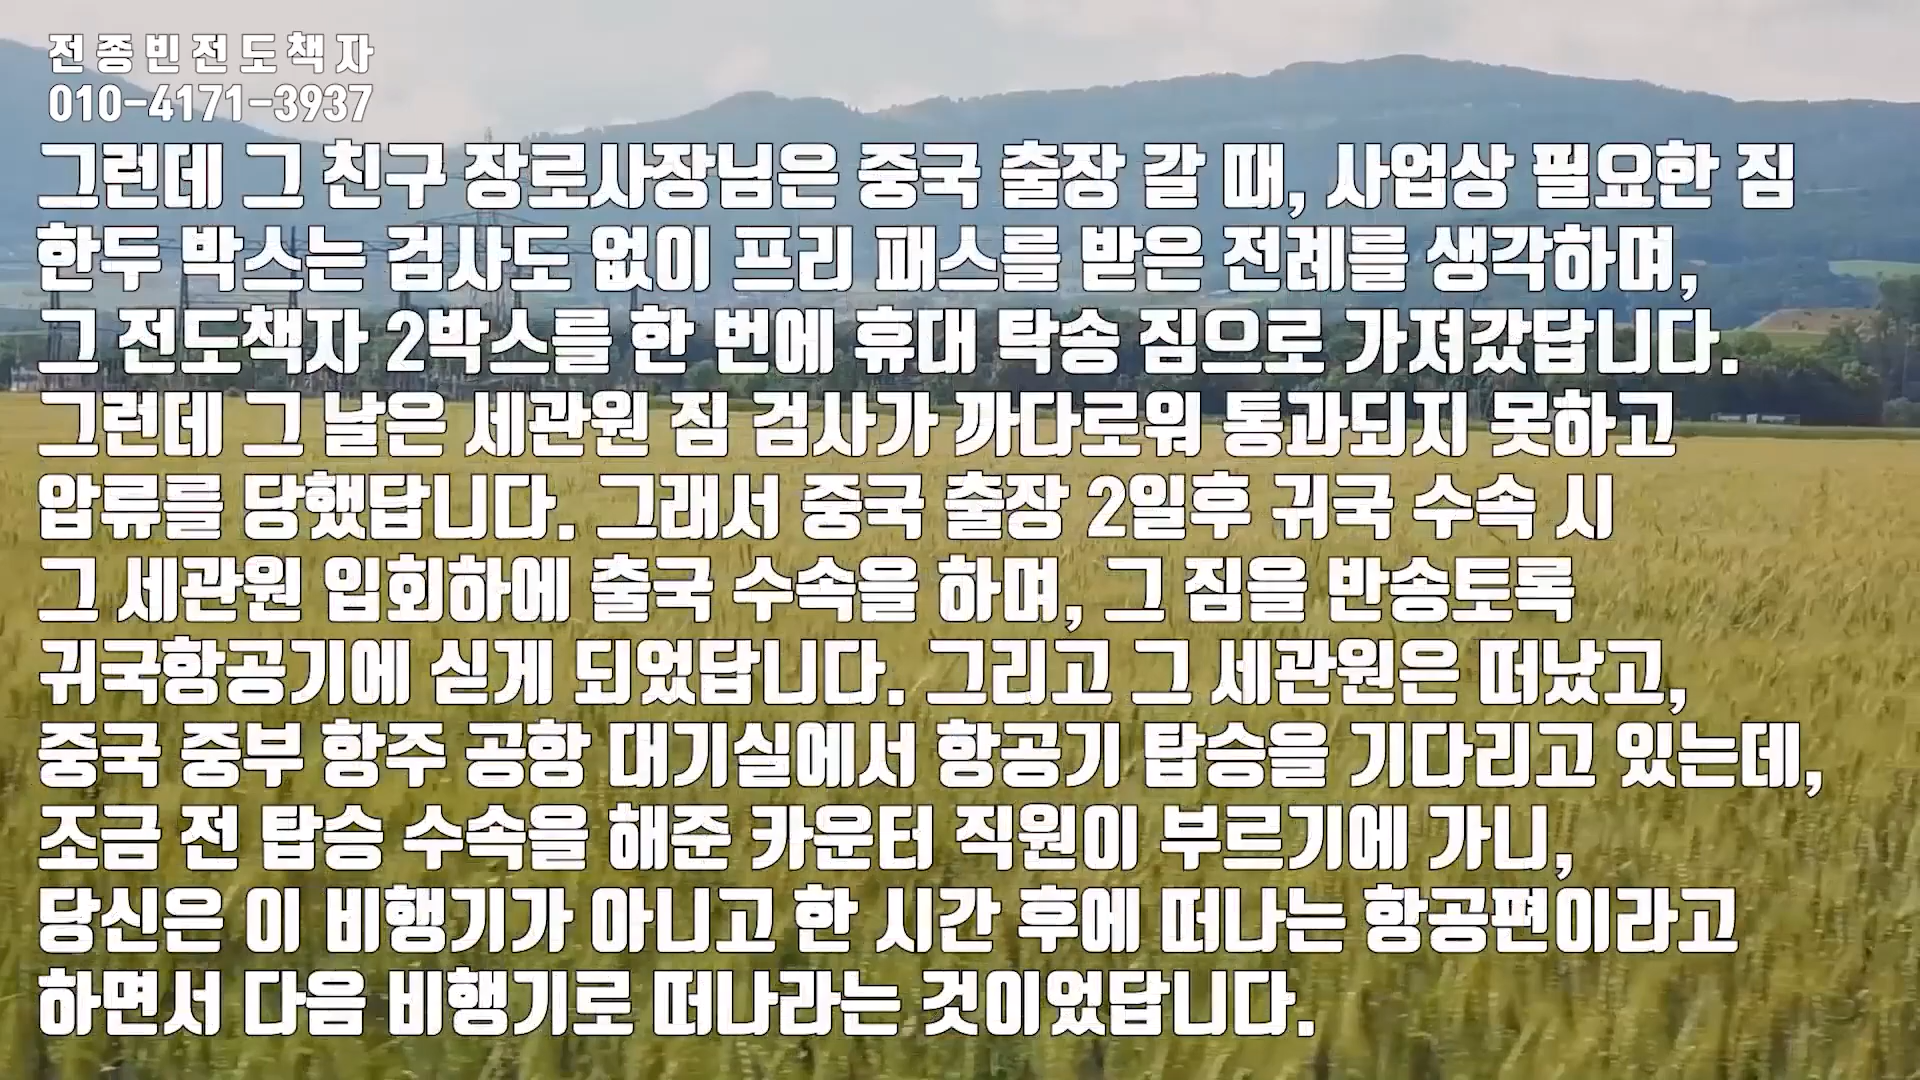 전종빈전도책자
010-4171-3937
그런데 그 친구 장로사장님은 중국 출장 갈 때, 사업상 필요한 짐
한두 박스는 검사도 없이 프리 패스를 받은 전례를 생각하며,
그 전도책자 2박스를 한 번에 휴대 탁송 짐으로 가져갔답니다.
그런데 그 날은 세관원 짐 검사가 까다로워 통과되지 못하고
압류를 당했답니다. 그래서 중국 출장 2일후 귀국 수속 시
그 세관원 입회하에 출국 수속을 하며, 그 짐을 반송토록
귀국항공기에 싣게 되었답니다. 그리고 그 세관원은 떠났고,
중국 중부 항주 공항 대기실에서 항공기 탑승을 기다리고 있는데,
조금 전 탑승 수속을 해준 카운터 직원이 부르기에 가니,
당신은 이 비행기가 아니고 한 시간 후에 떠나는 항공편이라고
하면서 다음 비행기로 떠나라는 것이었답니다.